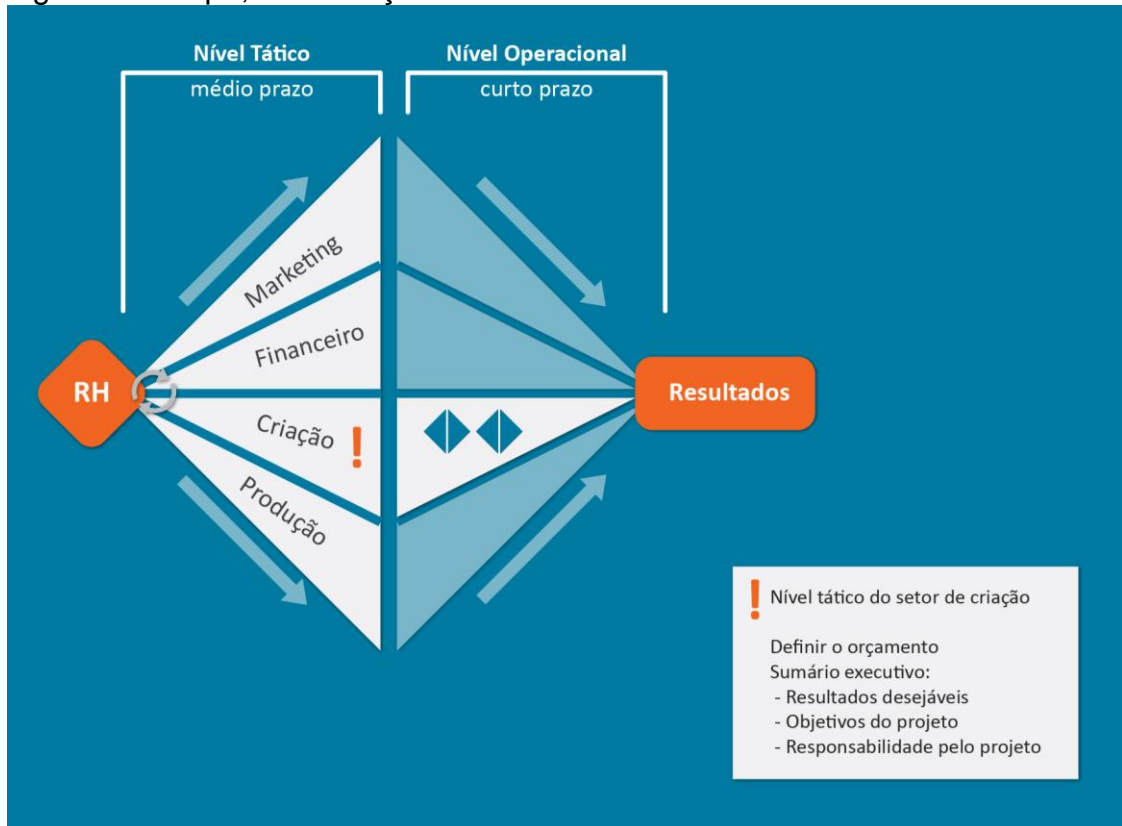 Nível Tático
médio prazo
Nível Operacional
curto prazo
Marketing
Financeiro
RH
Criação
!
Produção
Resultados
! Nível tático do setor de criação
Definir o orçamento
Sumário executivo:
- Resultados desejáveis
- Objetivos do projeto
- Responsabilidade pelo projeto